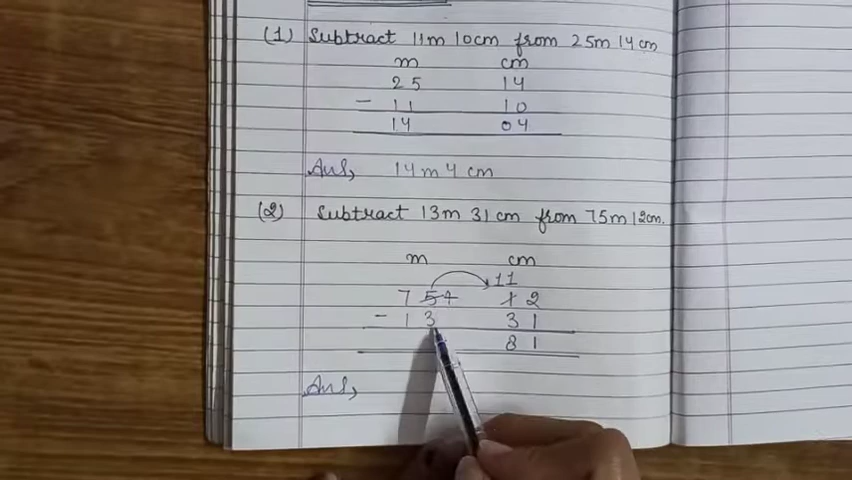 (1) Subtract 11m 10cm from 25m 14cm
m cm
25 14
- 11 10
14 04
Ans, 14m 4cm
(2) Subtract 13m 31cm from 75m 12cm.
m cm
11
7 5 4 1 2
- 1 3 3 1
8 1
Ans,